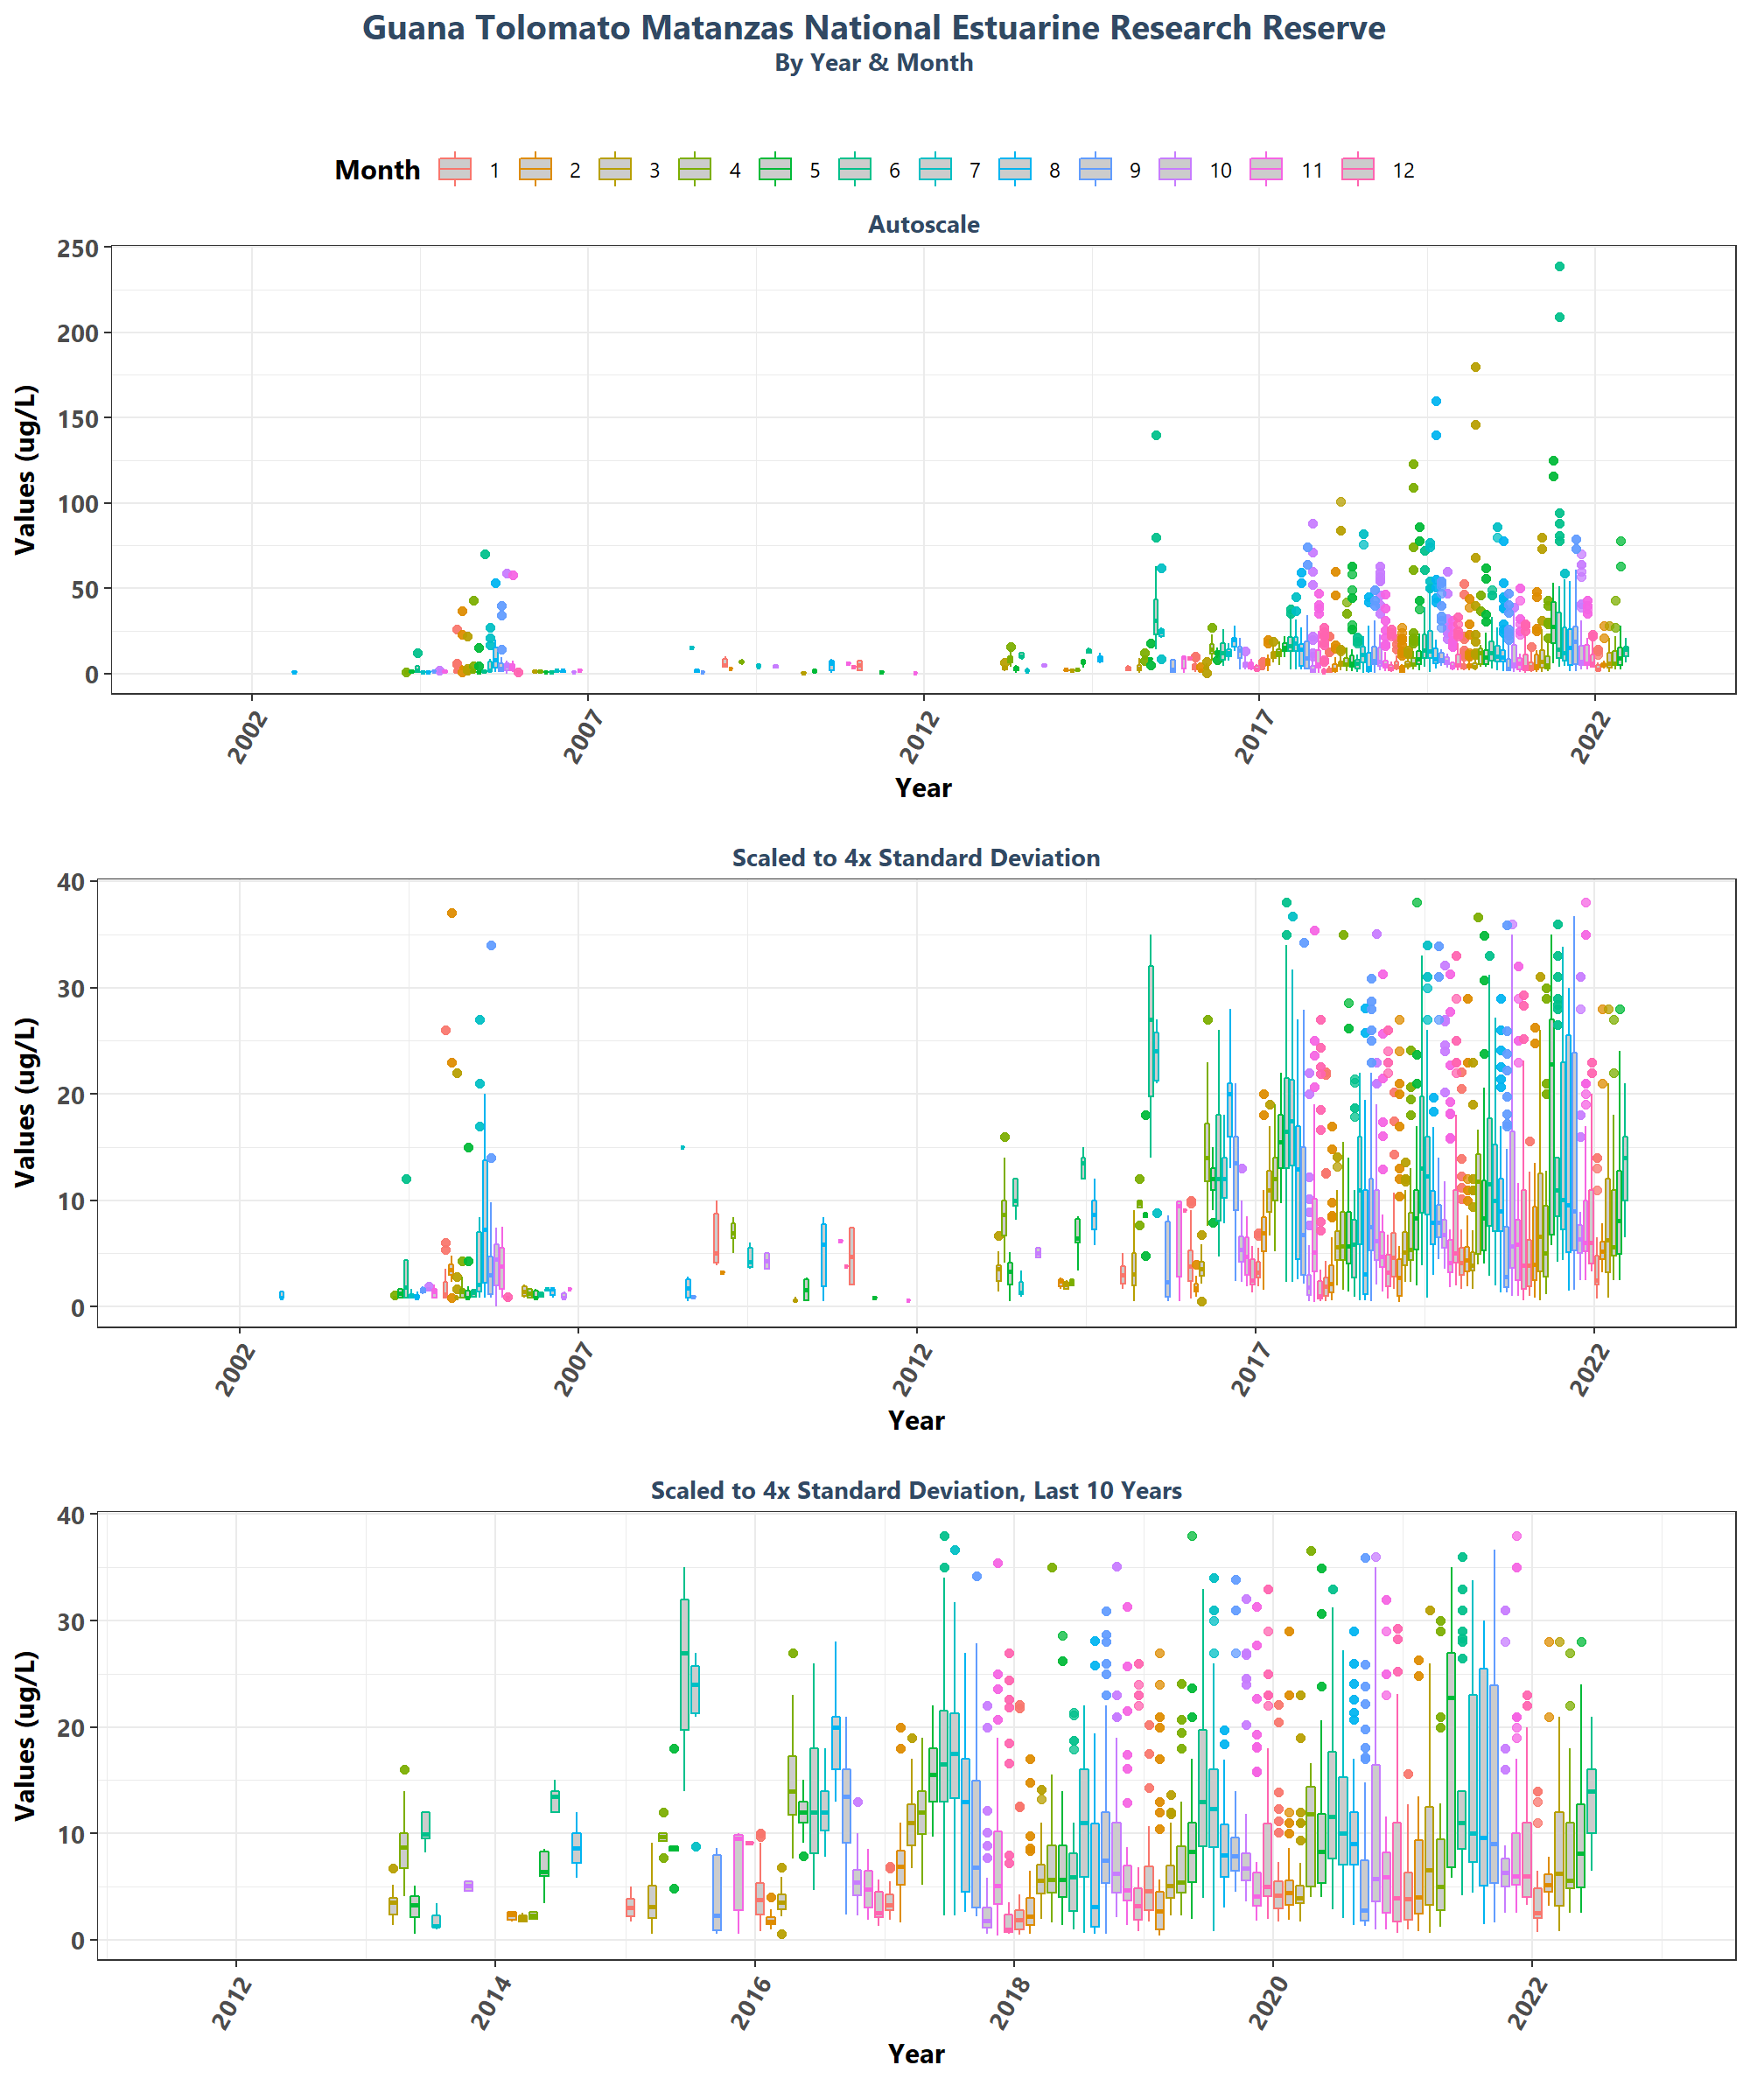 Guana Tolomato Matanzas National Estuarine Research Reserve
By Year & Month
Month 1 2 3 4 5 6 7 8 9 10 11 12
Autoscale
Values (ug/L)
250
200
150
100
50
0
2002 2007 2012 2017 2022
Year
Scaled to 4x Standard Deviation
Values (ug/L)
40
30
20
10
0
2002 2007 2012 2017 2022
Year
Scaled to 4x Standard Deviation, Last 10 Years
Values (ug/L)
40
30
20
10
0
2012 2014 2016 2018 2020 2022
Year